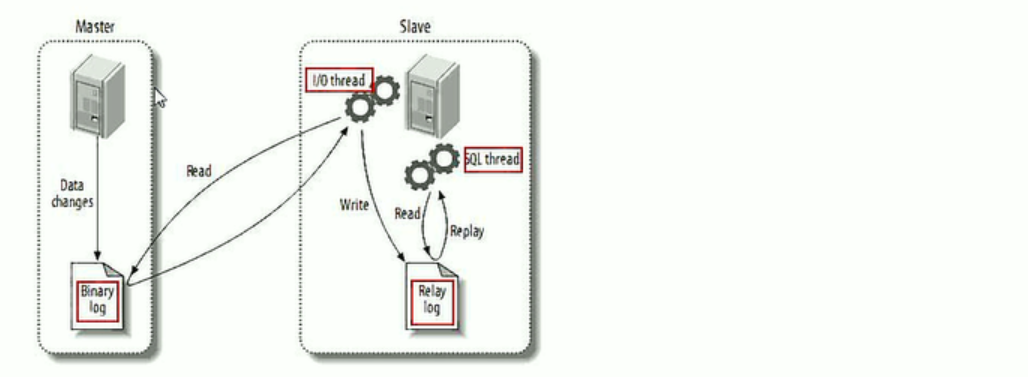 Master
Slave
I/O thread
SQL thread
Read
Data
changes
Write
Read
Replay
Binary
log
Relay
log